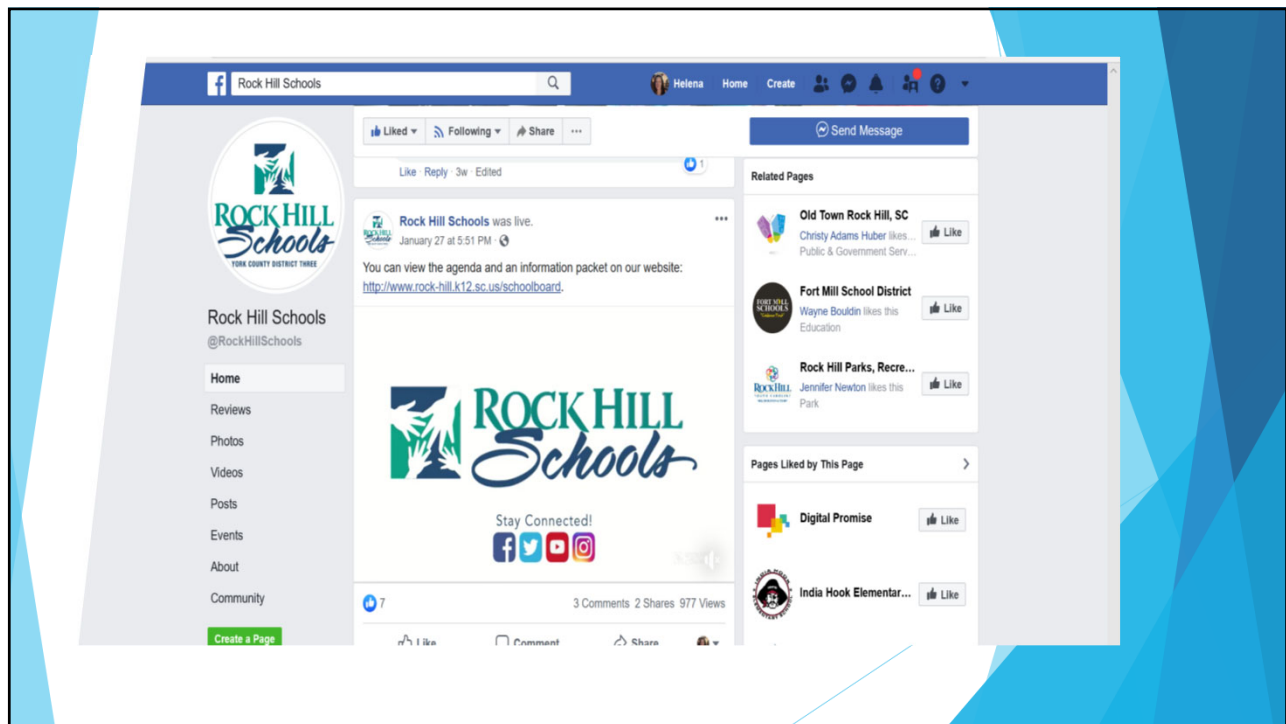 Rock Hill Schools
Helena Home Create
ROCK HILL
Schools
YORK COUNTY DISTRICT THREE
Rock Hill Schools
@RockHillSchools
Home
Reviews
Photos
Videos
Posts
Events
About
Community
Create a Page
Liked Following Share ...
Like · Reply · 3w · Edited
1
Rock Hill Schools was live.
January 27 at 5:51 PM ·
You can view the agenda and an information packet on our website:
http://www.rock-hill.k12.sc.us/schoolboard.
ROCK HILL
Schools
Stay Connected!
7
3 Comments 2 Shares 977 Views
Like Comment Share
Send Message
Related Pages
Old Town Rock Hill, SC
Christy Adams Huber likes...
Public & Government Serv...
Like
FORT MILL
SCHOOLS
Fort Mill School District
Wayne Bouldin likes this
Education
Like
ROCK HILL
Rock Hill Parks, Recre...
Jennifer Newton likes this
Park
Like
Pages Liked by This Page
Digital Promise
Like
India Hook Elementar...
Like